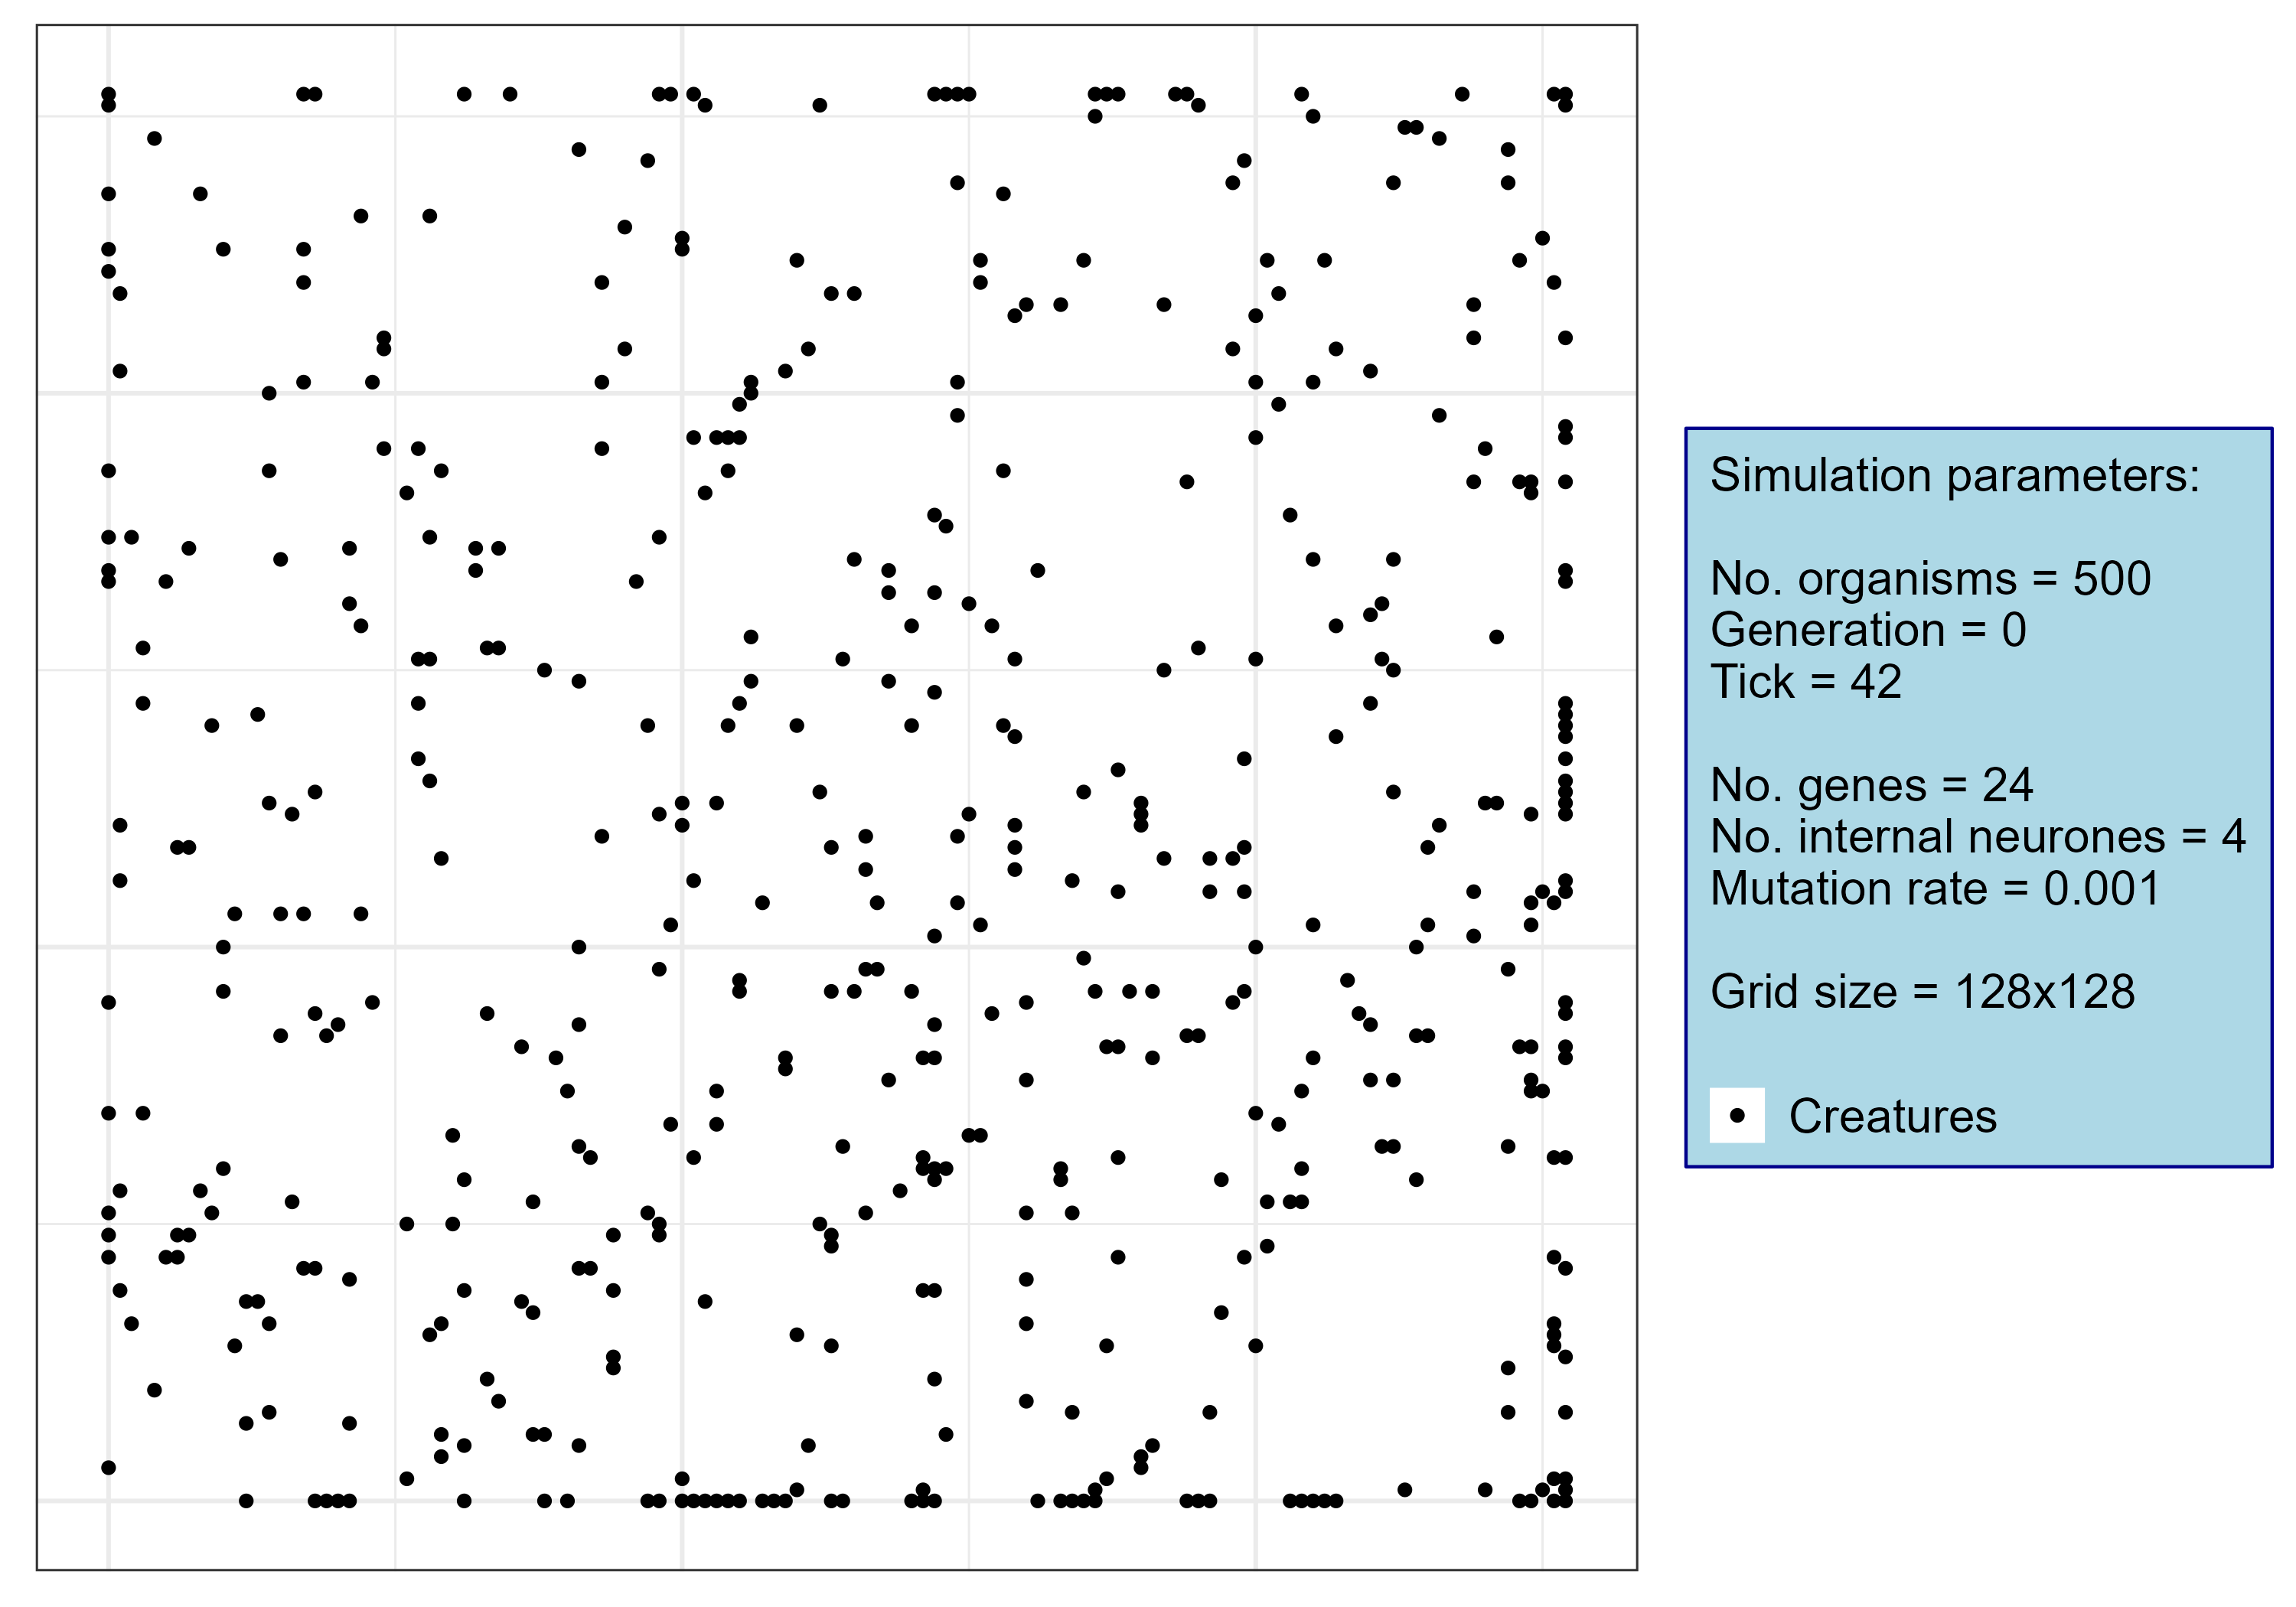 Simulation parameters:
No. organisms = 500
Generation = 0
Tick = 42
No. genes = 24
No. internal neurones = 4
Mutation rate = 0.001
Grid size = 128x128
Creatures